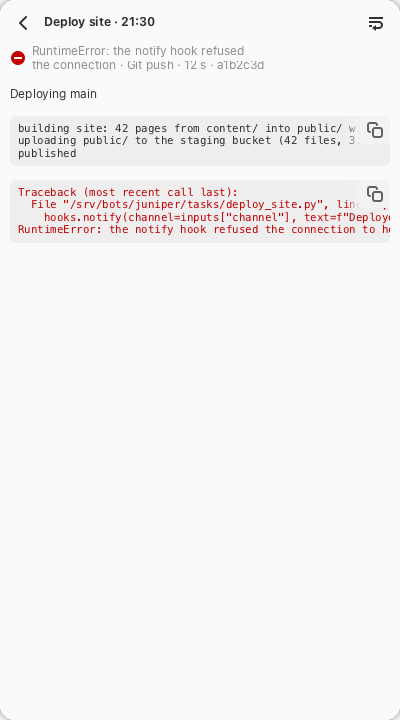 Deploy site · 21:30
RuntimeError: the notify hook refused
the connection · Git push · 12 s · a1b2c3d
Deploying main
building site: 42 pages from content/ into public/
uploading public/ to the staging bucket (42 files,
published
Traceback (most recent call last):
File "/srv/bots/juniper/tasks/deploy_site.py",
hooks.notify(channel=inputs["channel"],
RuntimeError: the notify hook refused the connection to